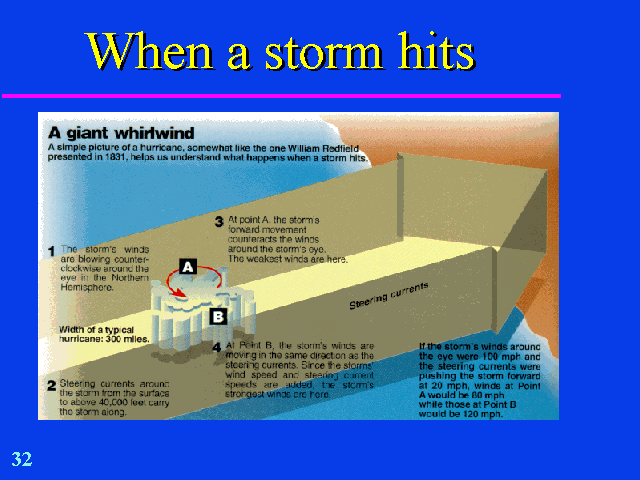 When a storm hits
A giant whirlwind
A simple picture of a hurricane, somewhat like the one William Redfield
presented in 1831, helps us understand what happens when a storm hits.
3 At point A, the storm's
forward movement
counteracts the winds
around the storm's eye.
The weakest winds are here.
1 The storm's winds
are blowing counter-
clockwise around the
eye in the Northern
Hemisphere.
A
B
Steering currents
Width of a typical
hurricane: 300 miles.
4 At Point B, the storm's winds are
moving in the same direction as the
steering currents. Since the storms'
wind speed and steering current
speeds are added, the storm's
strongest winds are here.
2 Steering currents around
the storm from the surface
to above 40,000 feet carry
the storm along.
If the storm's winds around
the eye were 100 mph and
the steering currents were
pushing the storm forward
at 20 mph, winds at Point
A would be 80 mph
while those at Point B
would be 120 mph.
32